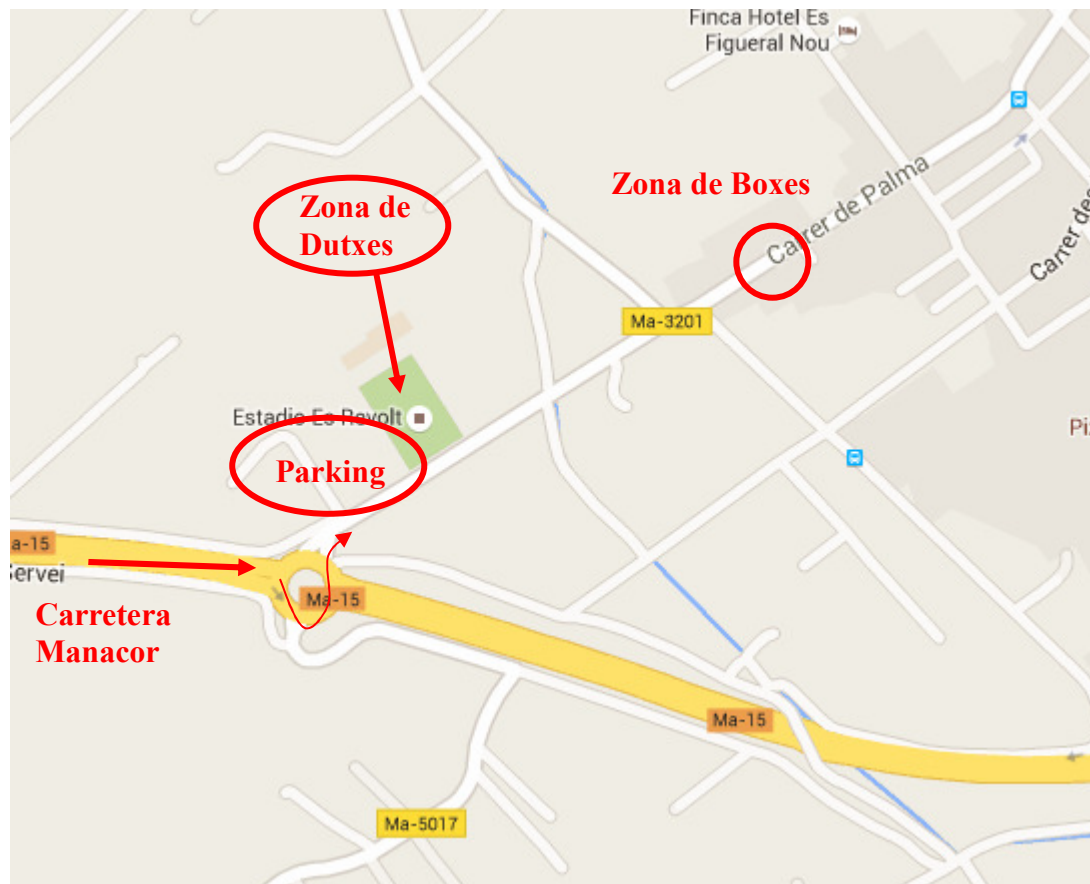 Finca Hotel Es
Figueral Nou
Zona de Boxes
Carrer de Palma
Zona de
Dutxes
Carrer de
Ma-3201
Estadio Es Revolt
Parking
Pi
a-15
Servei
Ma-15
Carretera
Manacor
Ma-15
Ma-5017